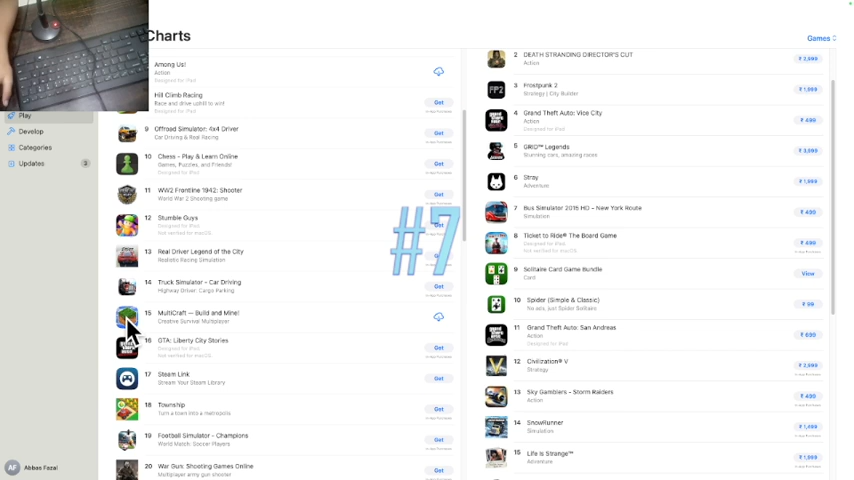 Charts
Games
Play
Develop
Categories
Updates
3
AF
Abbas Fazal
#7
Among Us!
Action
Designed for iPad
Hill Climb Racing
Race and drive uphill to win!
Designed for iPad
Get
9 Offroad Simulator: 4x4 Driver
Car Driving & Real Racing
Get
10 Chess - Play & Learn Online
Games, Puzzles, and Friends!
Designed for iPad
Get
11 WW2 Frontline 1942: Shooter
World War 2 Shooting game
Get
12 Stumble Guys
Designed for iPad
Not verified for macOS
Get
13 Real Driver Legend of the City
Realistic Racing Simulation
14 Truck Simulator - Car Driving
Highway Driver: Cargo Parking
Get
15 MultiCraft — Build and Mine!
Creative Survival Multiplayer
16 GTA: Liberty City Stories
Designed for iPad
Not verified for macOS
Get
17 Steam Link
Stream Your Steam Library
Get
18 Township
Turn a town into a metropolis
Get
19 Football Simulator - Champions
World Match: Soccer Players
Get
20 War Gun: Shooting Games Online
Multiplayer army gun shooter
Get
2 DEATH STRANDING DIRECTOR'S CUT
Action
₹ 2,999
3 Frostpunk 2
Strategy | City Builder
FP2
4 Grand Theft Auto: Vice City
Action
Designed for iPad
₹ 499
5 GRID™ Legends
Stunning cars, amazing races.
6 Stray
Adventure
₹ 1,999
7 Bus Simulator 2015 HD - New York Route
Simulation
₹ 499
8 Ticket to Ride® The Board Game
Designed for iPad
Not verified for macOS
₹ 499
9 Solitaire Card Game Bundle
Card
View
10 Spider (Simple & Classic)
No ads, just Spider Solitaire
₹ 99
11 Grand Theft Auto: San Andreas
Action
Designed for iPad
12 Civilization® V
Strategy
₹ 2,999
13 Sky Gamblers - Storm Raiders
Action
₹ 499
14 SnowRunner
Simulation
15 Life is Strange™
Adventure
₹ 1,999